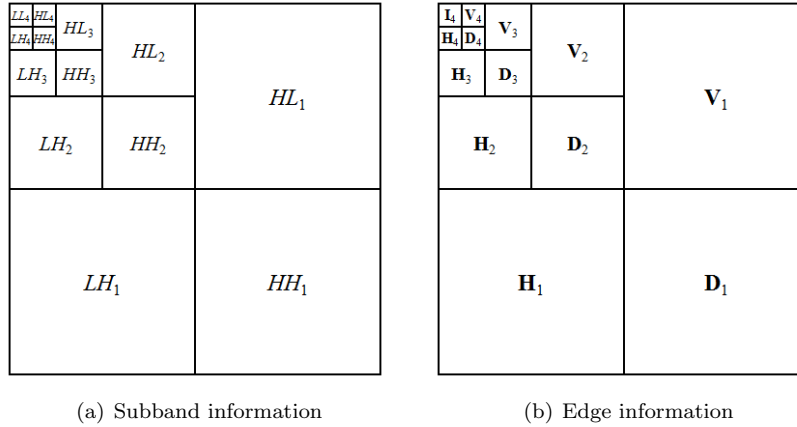 LL₄ HL₄ HL₃ HL₂ HL₁
LH₄ HH₄
LH₃ HH₃
LH₂ HH₂
LH₁ HH₁
(a) Subband information
I₄ V₄ V₃ V₂ V₁
H₄ D₄
H₃ D₃
H₂ D₂
H₁ D₁
(b) Edge information